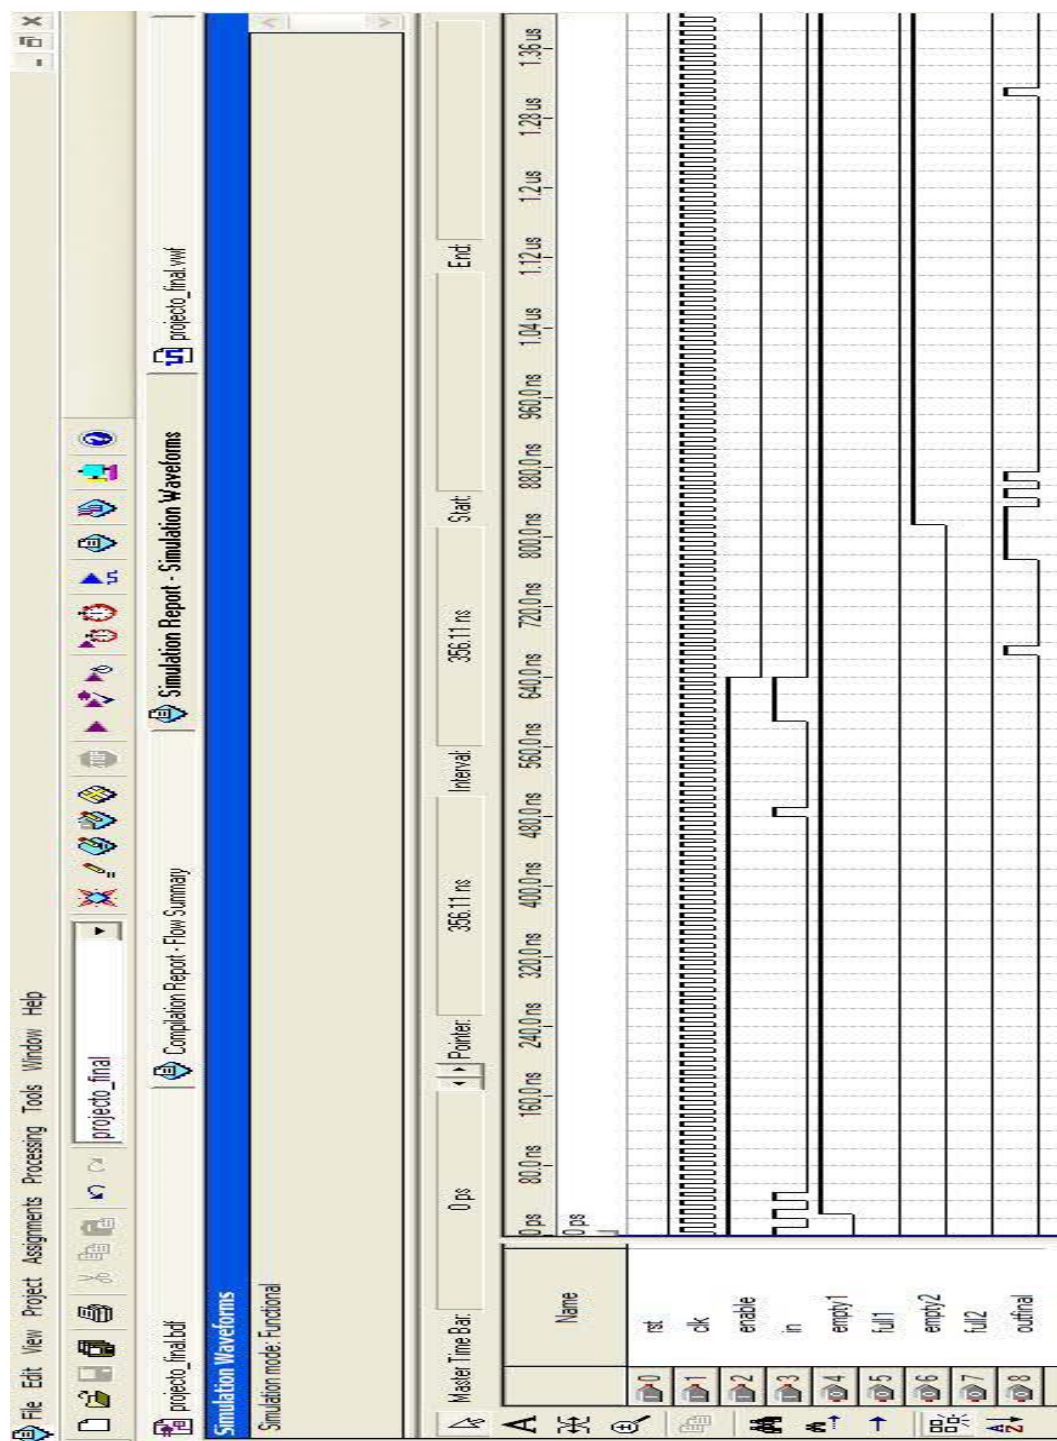 File Edit View Project Assignments Processing Tools Window Help
projecto_final
projecto_final.bdf
Compilation Report - Flow Summary
Simulation Report - Simulation Waveforms
projecto_final.vwf
Simulation Waveforms
Simulation mode: Functional
Master Time Bar: 0 ps Pointer: 356.11 ns Interval: 356.11 ns Start: End:
Name
0 ps 80.0 ns 160.0 ns 240.0 ns 320.0 ns 400.0 ns 480.0 ns 560.0 ns 640.0 ns 720.0 ns 800.0 ns 880.0 ns 960.0 ns 1.04 us 1.12 us 1.2 us 1.28 us 1.36 us
0 ps
0 rst
1 clk
2 enable
3 in
4 empty1
5 full1
6 empty2
7 full2
8 outfinal